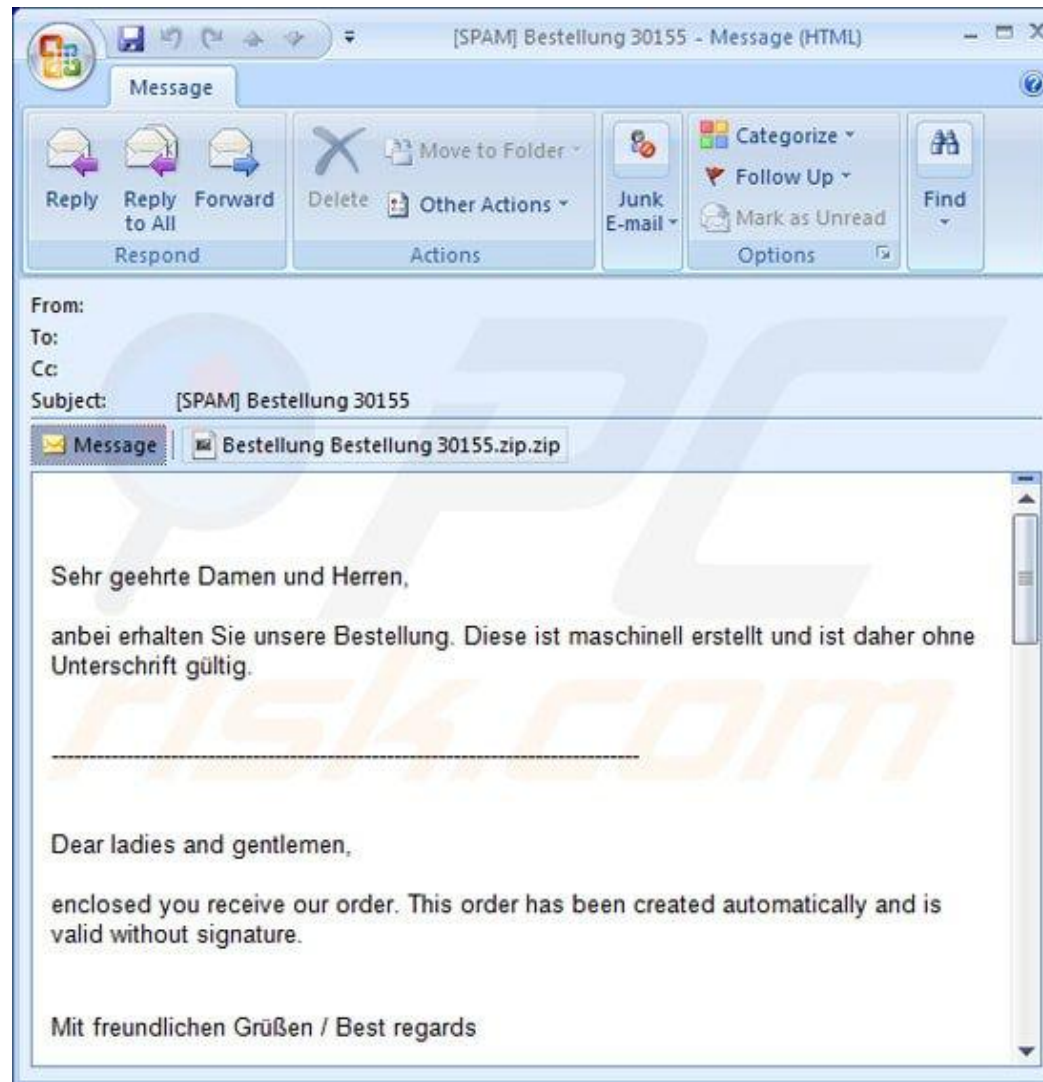 [SPAM] Bestellung 30155 - Message (HTML)
Message
Reply
Reply to All
Forward
Respond
Delete
Move to Folder
Other Actions
Actions
Junk E-mail
Categorize
Follow Up
Mark as Unread
Options
Find
From:
To:
Cc:
Subject: [SPAM] Bestellung 30155
Message
Bestellung Bestellung 30155.zip.zip
Sehr geehrte Damen und Herren,
anbei erhalten Sie unsere Bestellung. Diese ist maschinell erstellt und ist daher ohne
Unterschrift gültig.
--------------------------------------------------------------------------------
Dear ladies and gentlemen,
enclosed you receive our order. This order has been created automatically and is
valid without signature.
Mit freundlichen Grüßen / Best regards
PC
risk.com